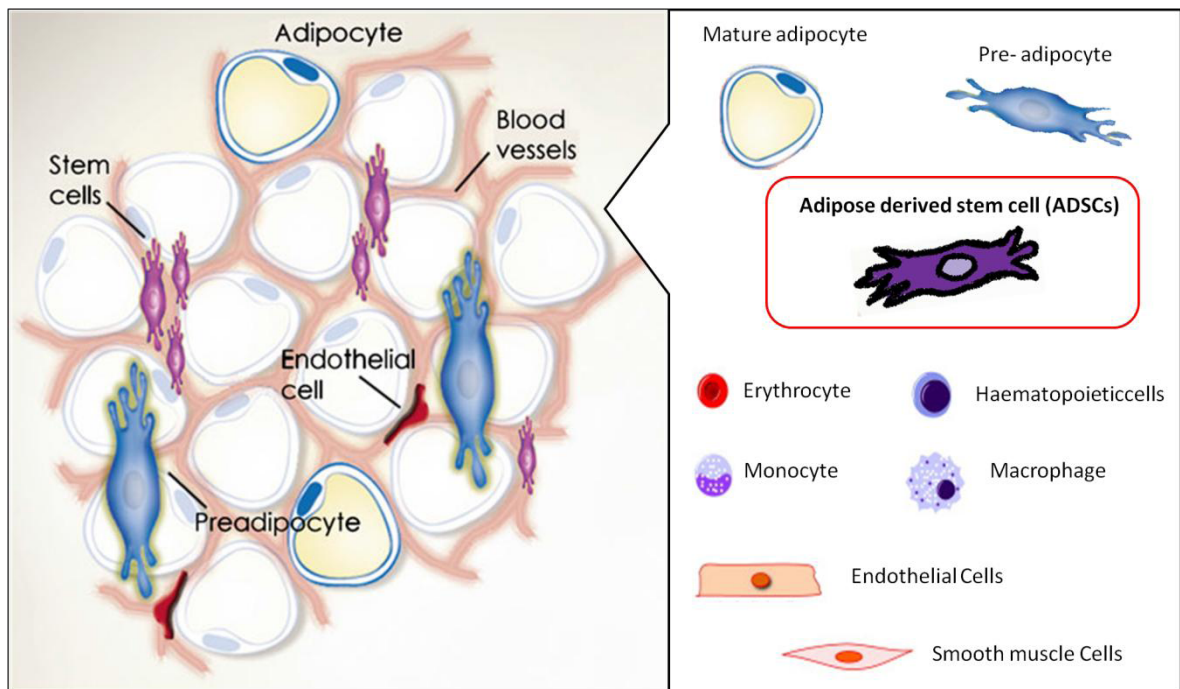 Adipocyte
Blood
vessels
Stem
cells
Endothelial
cell
Preadipocyte
Mature adipocyte
Pre- adipocyte
Adipose derived stem cell (ADSCs)
Erythrocyte
Haematopoieticcells
Monocyte
Macrophage
Endothelial Cells
Smooth muscle Cells